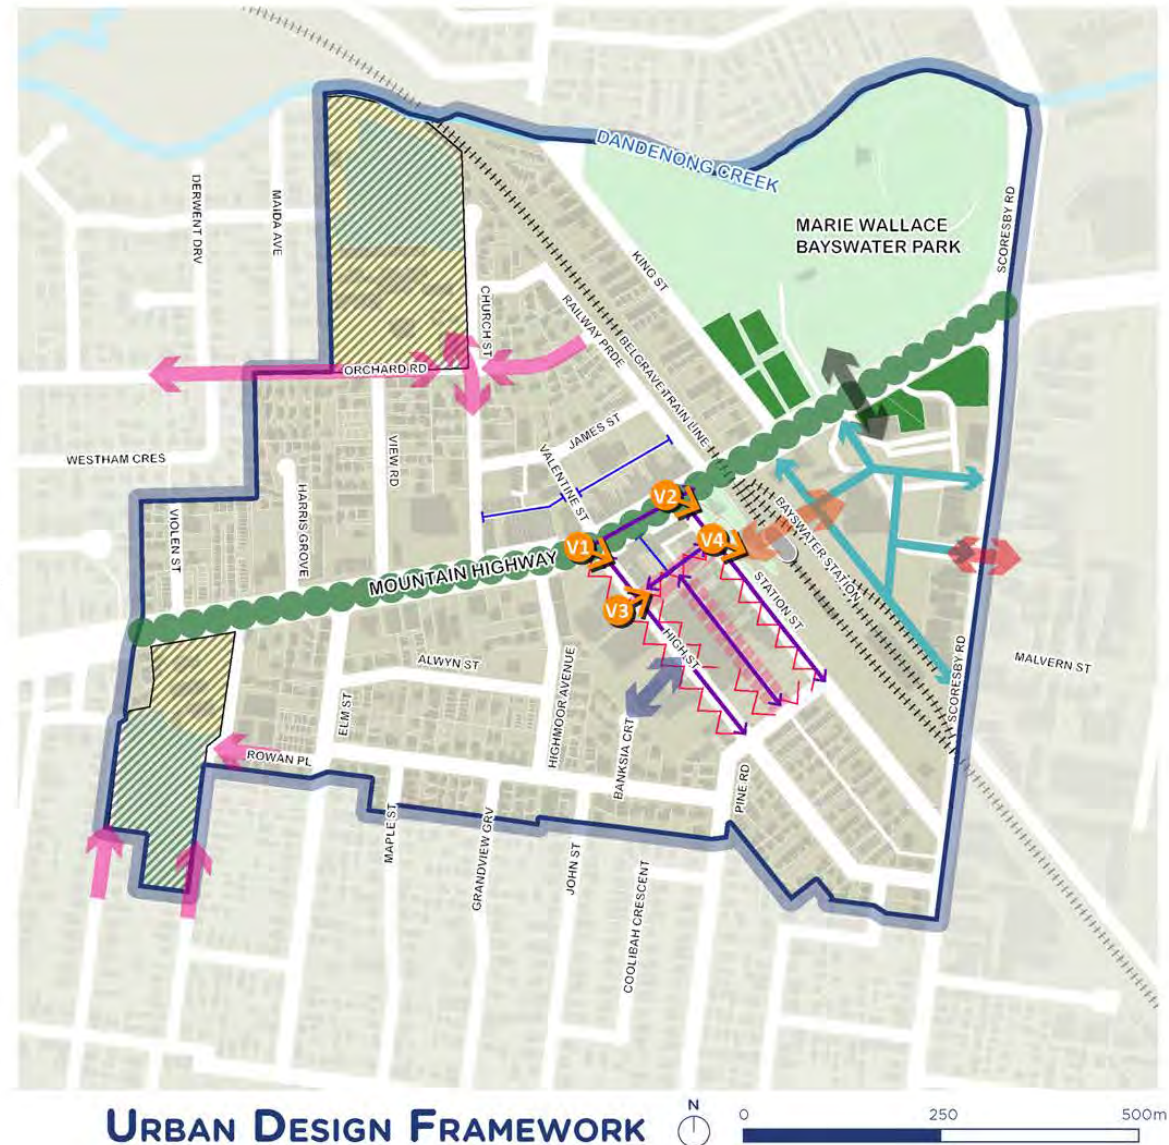 DANDENONG CREEK
MARIE WALLACE
BAYSWATER PARK
SCORESBY RD
DERWENT DRV
MAIDA AVE
KING ST
CHURCH ST
RAILWAY PRDE
BELGRAVE TRAIN LINE
ORCHARD RD
JAMES ST
VALENTINE ST
VIEW RD
WESTHAM CRES
HARRIS GROVE
VIOLEN ST
MOUNTAIN HIGHWAY
V1
V2
V3
V4
BAYSWATER STATION
STATION ST
HIGH ST
ALWYN ST
ELM ST
HIGHMOOR AVENUE
BANKSIA CRT
ROWAN PL
PINE RD
SCORESBY RD
MALVERN ST
MAPLE ST
GRANDVIEW GRV
JOHN ST
COOLIBAH CRESCENT
URBAN DESIGN FRAMEWORK
N
0 250 500m